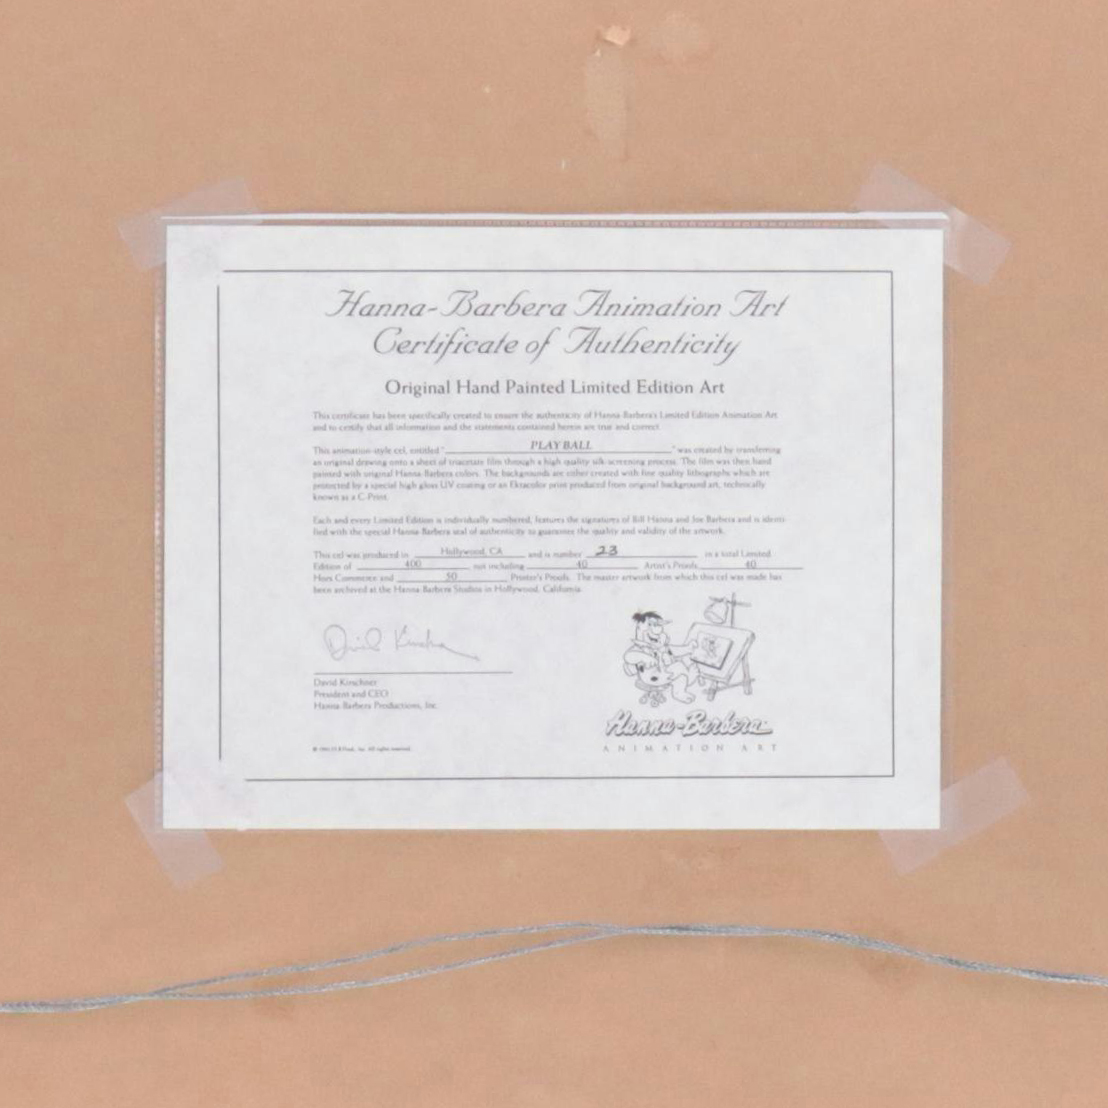 Hanna-Barbera Animation Art
Certificate of Authenticity
Original Hand Painted Limited Edition Art
This certificate has been specifically created to ensure the authenticity of Hanna-Barbera's Limited Edition Animation Art
and to certify that all information and the statements contained herein are true and correct.
This animation-style cel, entitled " PLAY BALL " was created by transferring
an original drawing onto a sheet of triacetate film through a high quality silk-screening process. The film was then hand
painted with original Hanna-Barbera colors. The backgrounds are either created with fine quality lithographs which are
protected by a special high gloss UV coating or an Ektacolor print produced from original background art, technically
known as a C-Print.
Each and every Limited Edition is individually numbered, features the signatures of Bill Hanna and Joe Barbera and is identi-
fied with the special Hanna-Barbera seal of authenticity to guarantee the quality and validity of the artwork.
This cel was produced in Hollywood, CA and is number 23 in a total Limited
Edition of 400 not including 40 Artist's Proofs, 40
Hors Commerce and 50 Printer's Proofs. The master artwork from which this cel was made has
been archived at the Hanna-Barbera Studios in Hollywood, California.
David Kirschner
David Kirschner
President and CEO
Hanna-Barbera Productions, Inc.
Hanna-Barbera
ANIMATION ART
All rights reserved.